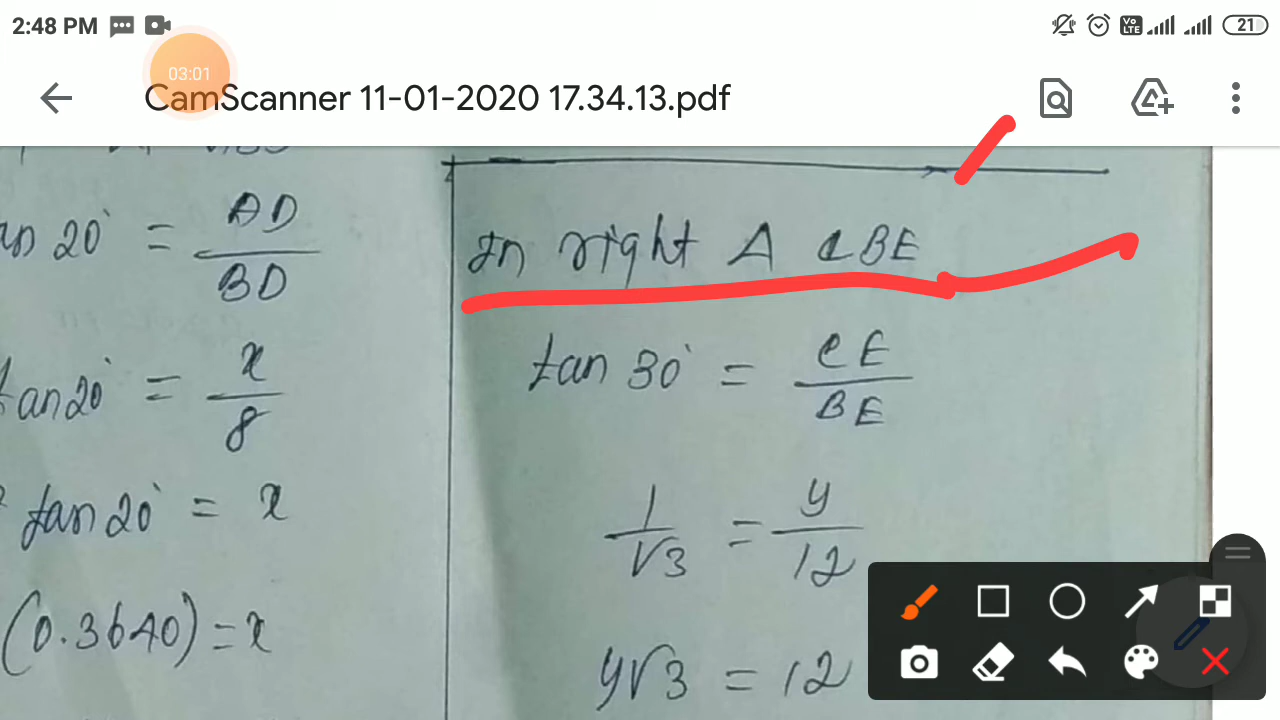 2:48 PM
21
03:01
CamScanner 11-01-2020 17.34.13.pdf
an 20° = AD / BD
tan 20° = x / 8
tan 20° = x
(0.3640) = x
In right Δ CBE
tan 30° = CE / BE
1 / √3 = y / 12
y√3 = 12